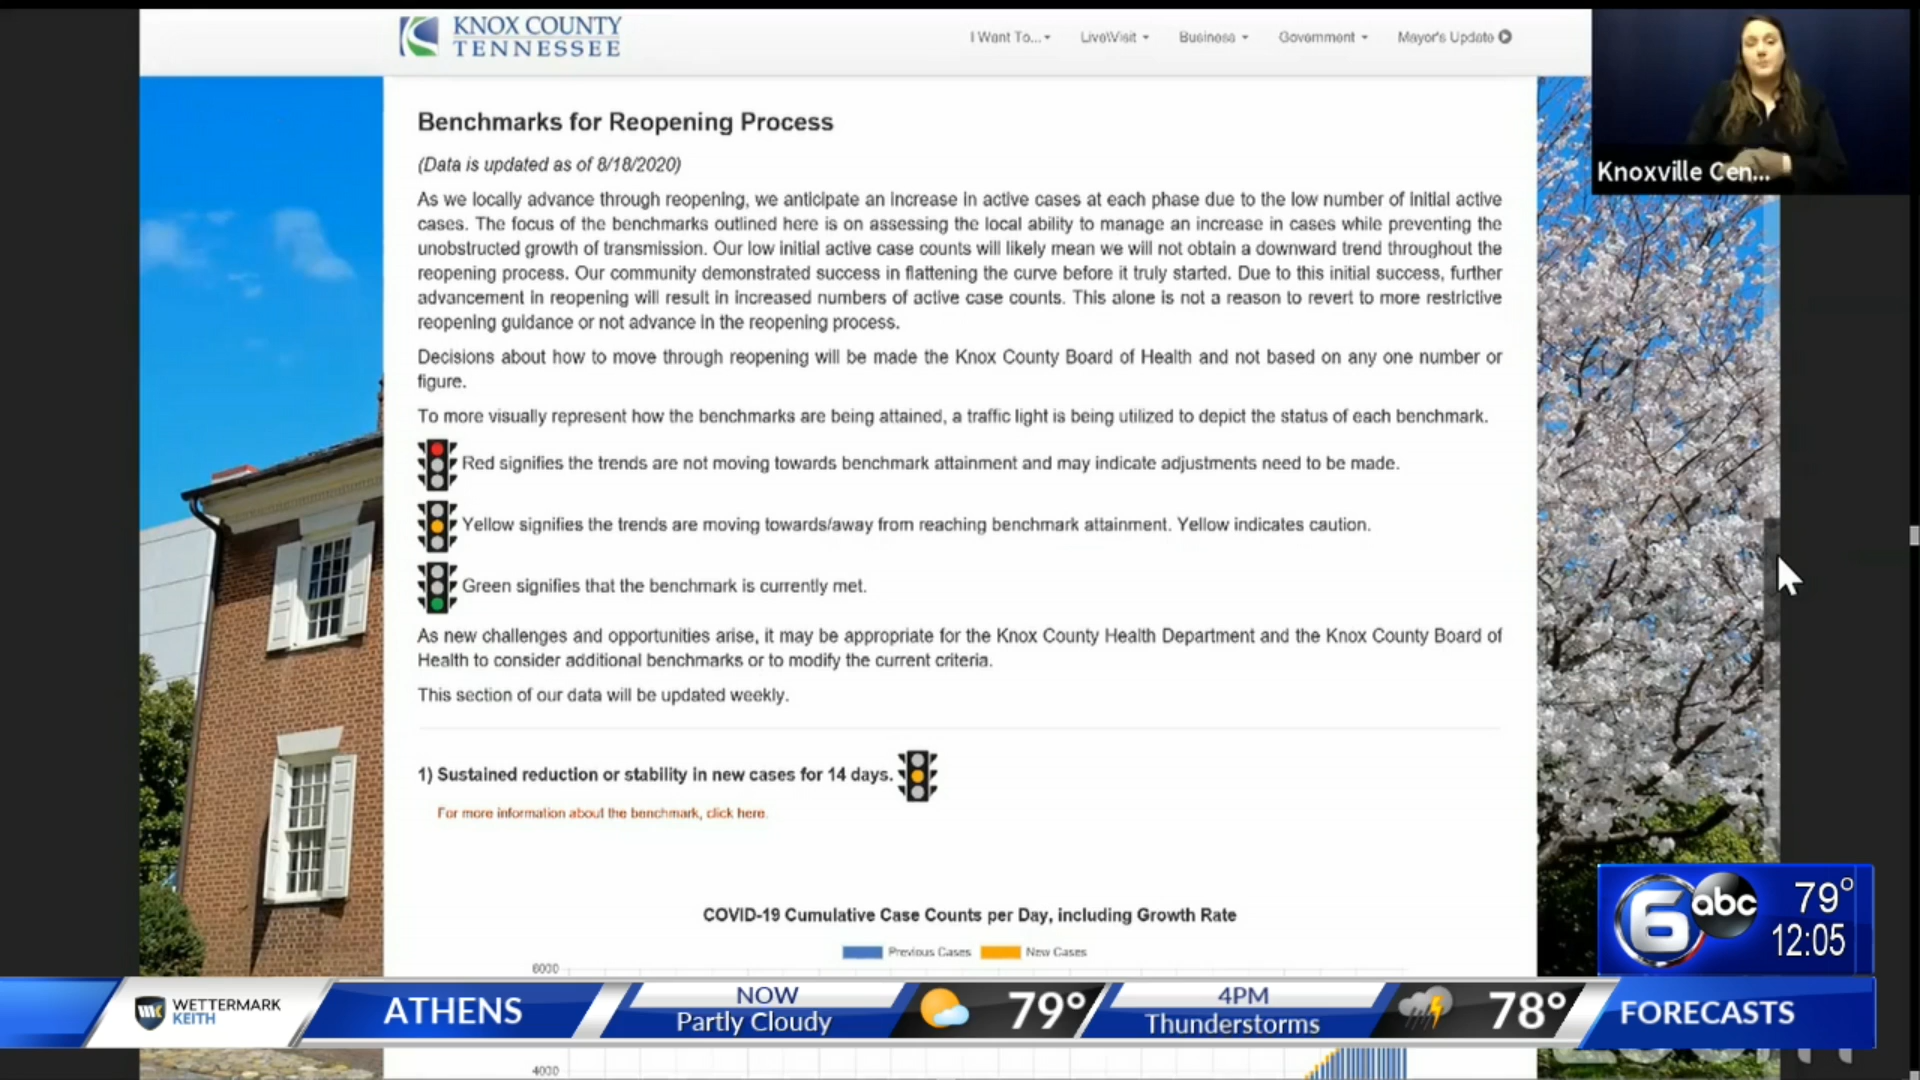 KNOX COUNTY
TENNESSEE
I Want To...
Live\Visit
Business
Government
Mayor's Update
Knoxville Cen...
Benchmarks for Reopening Process
(Data is updated as of 8/18/2020)
As we locally advance through reopening, we anticipate an increase in active cases at each phase due to the low number of initial active
cases. The focus of the benchmarks outlined here is on assessing the local ability to manage an increase in cases while preventing the
unobstructed growth of transmission. Our low initial active case counts will likely mean we will not obtain a downward trend throughout the
reopening process. Our community demonstrated success in flattening the curve before it truly started. Due to this initial success, further
advancement in reopening will result in increased numbers of active case counts. This alone is not a reason to revert to more restrictive
reopening guidance or not advance in the reopening process.
Decisions about how to move through reopening will be made the Knox County Board of Health and not based on any one number or
figure.
To more visually represent how the benchmarks are being attained, a traffic light is being utilized to depict the status of each benchmark.
Red signifies the trends are not moving towards benchmark attainment and may indicate adjustments need to be made.
Yellow signifies the trends are moving towards/away from reaching benchmark attainment. Yellow indicates caution.
Green signifies that the benchmark is currently met.
As new challenges and opportunities arise, it may be appropriate for the Knox County Health Department and the Knox County Board of
Health to consider additional benchmarks or to modify the current criteria.
This section of our data will be updated weekly.
1) Sustained reduction or stability in new cases for 14 days.
For more information about the benchmark, click here.
COVID-19 Cumulative Case Counts per Day, including Growth Rate
Previous Cases
New Cases
6000
4000
6 abc
79°
12:05
WETTERMARK
KEITH
ATHENS
NOW
Partly Cloudy
79°
4PM
Thunderstorms
78°
FORECASTS